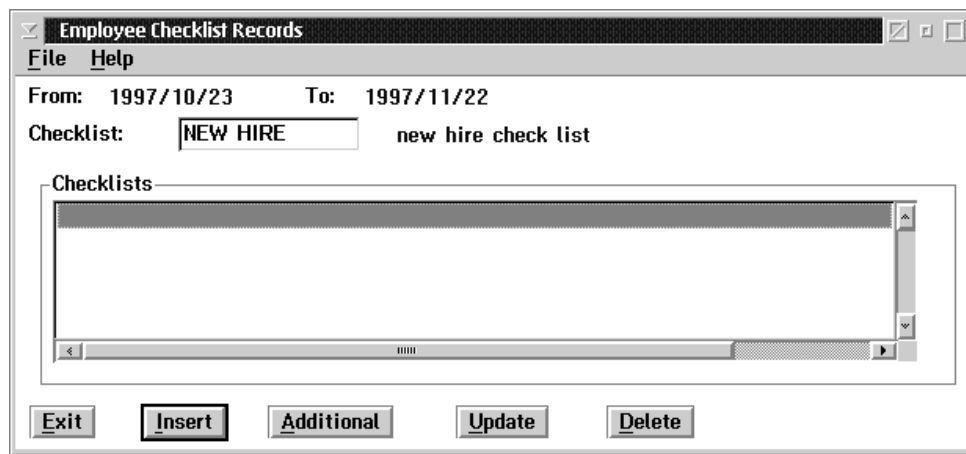 Employee Checklist Records
File Help
From: 1997/10/23 To: 1997/11/22
Checklist: NEW HIRE new hire check list
Checklists
Exit Insert Additional Update Delete